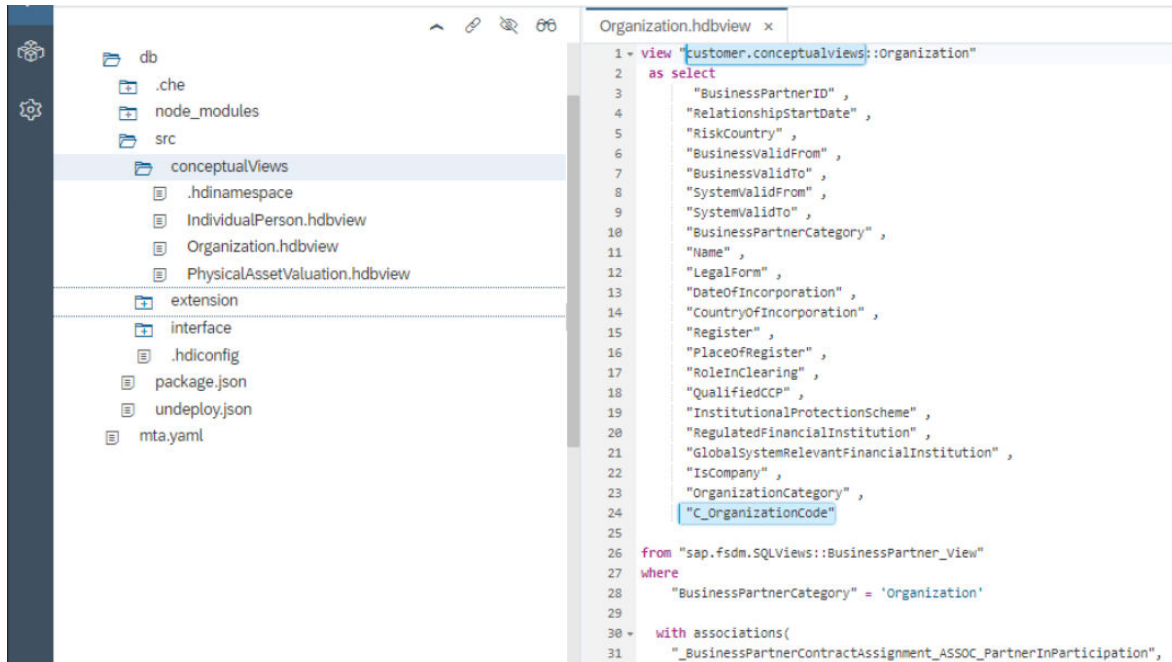 db
.che
node_modules
src
conceptualViews
.hdinamespace
IndividualPerson.hdbview
Organization.hdbview
PhysicalAssetValuation.hdbview
extension
interface
.hdiconfig
package.json
undeploy.json
mta.yaml
Organization.hdbview ×
1 view "customer.conceptualviews::Organization"
2 as select
3 "BusinessPartnerID" ,
4 "RelationshipStartDate" ,
5 "RiskCountry" ,
6 "BusinessValidFrom" ,
7 "BusinessValidTo" ,
8 "SystemValidFrom" ,
9 "SystemValidTo" ,
10 "BusinessPartnerCategory" ,
11 "Name" ,
12 "LegalForm" ,
13 "DateOfIncorporation" ,
14 "CountryOfIncorporation" ,
15 "Register" ,
16 "PlaceOfRegister" ,
17 "RoleInClearing" ,
18 "QualifiedCCP" ,
19 "InstitutionalProtectionScheme" ,
20 "RegulatedFinancialInstitution" ,
21 "GlobalSystemRelevantFinancialInstitution" ,
22 "IsCompany" ,
23 "OrganizationCategory" ,
24 "C_OrganizationCode"
25
26 from "sap.fsdm.SQLViews::BusinessPartner_View"
27 where
28 "BusinessPartnerCategory" = 'Organization'
29
30 with associations(
31 "_BusinessPartnerContractAssignment_ASSOC_PartnerInParticipation",